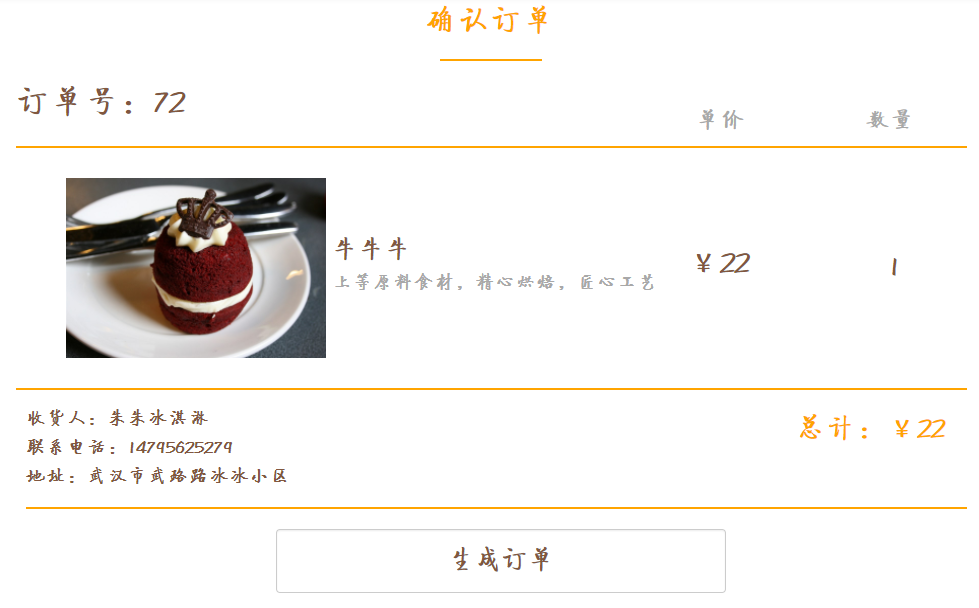 确认订单
订单号：72
单价 数量
牛牛牛
上等原料食材，精心烘焙，匠心工艺
￥22 1
收货人：朱朱冰淇淋
联系电话：14795625279
地址：武汉市武珞路冰冰小区
总计：￥22
生成订单